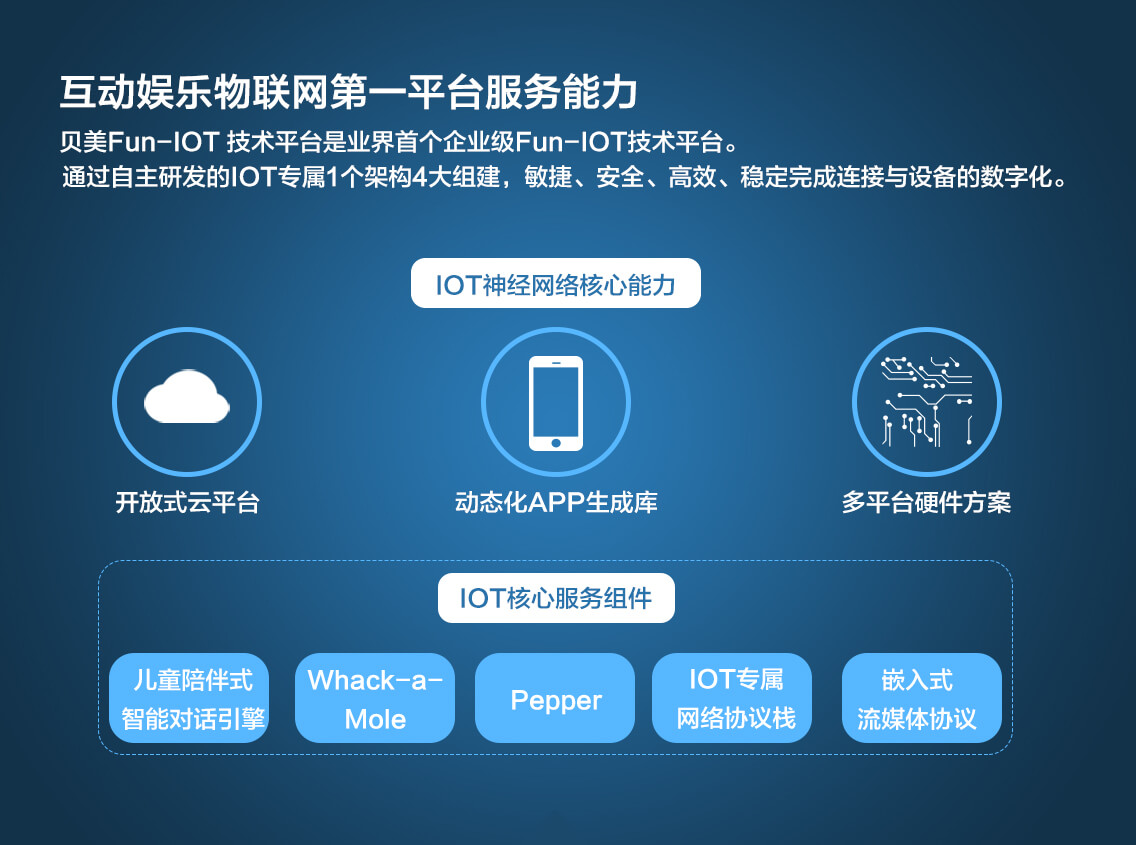 互动娱乐物联网第一平台服务能力
贝美Fun-IOT 技术平台是业界首个企业级Fun-IOT技术平台。
通过自主研发的IOT专属1个架构4大组建，敏捷、安全、高效、稳定完成连接与设备的数字化。
IOT神经网络核心能力
开放式云平台
动态化APP生成库
多平台硬件方案
IOT核心服务组件
儿童陪伴式
智能对话引擎
Whack-a-
Mole
Pepper
IOT专属
网络协议栈
嵌入式
流媒体协议